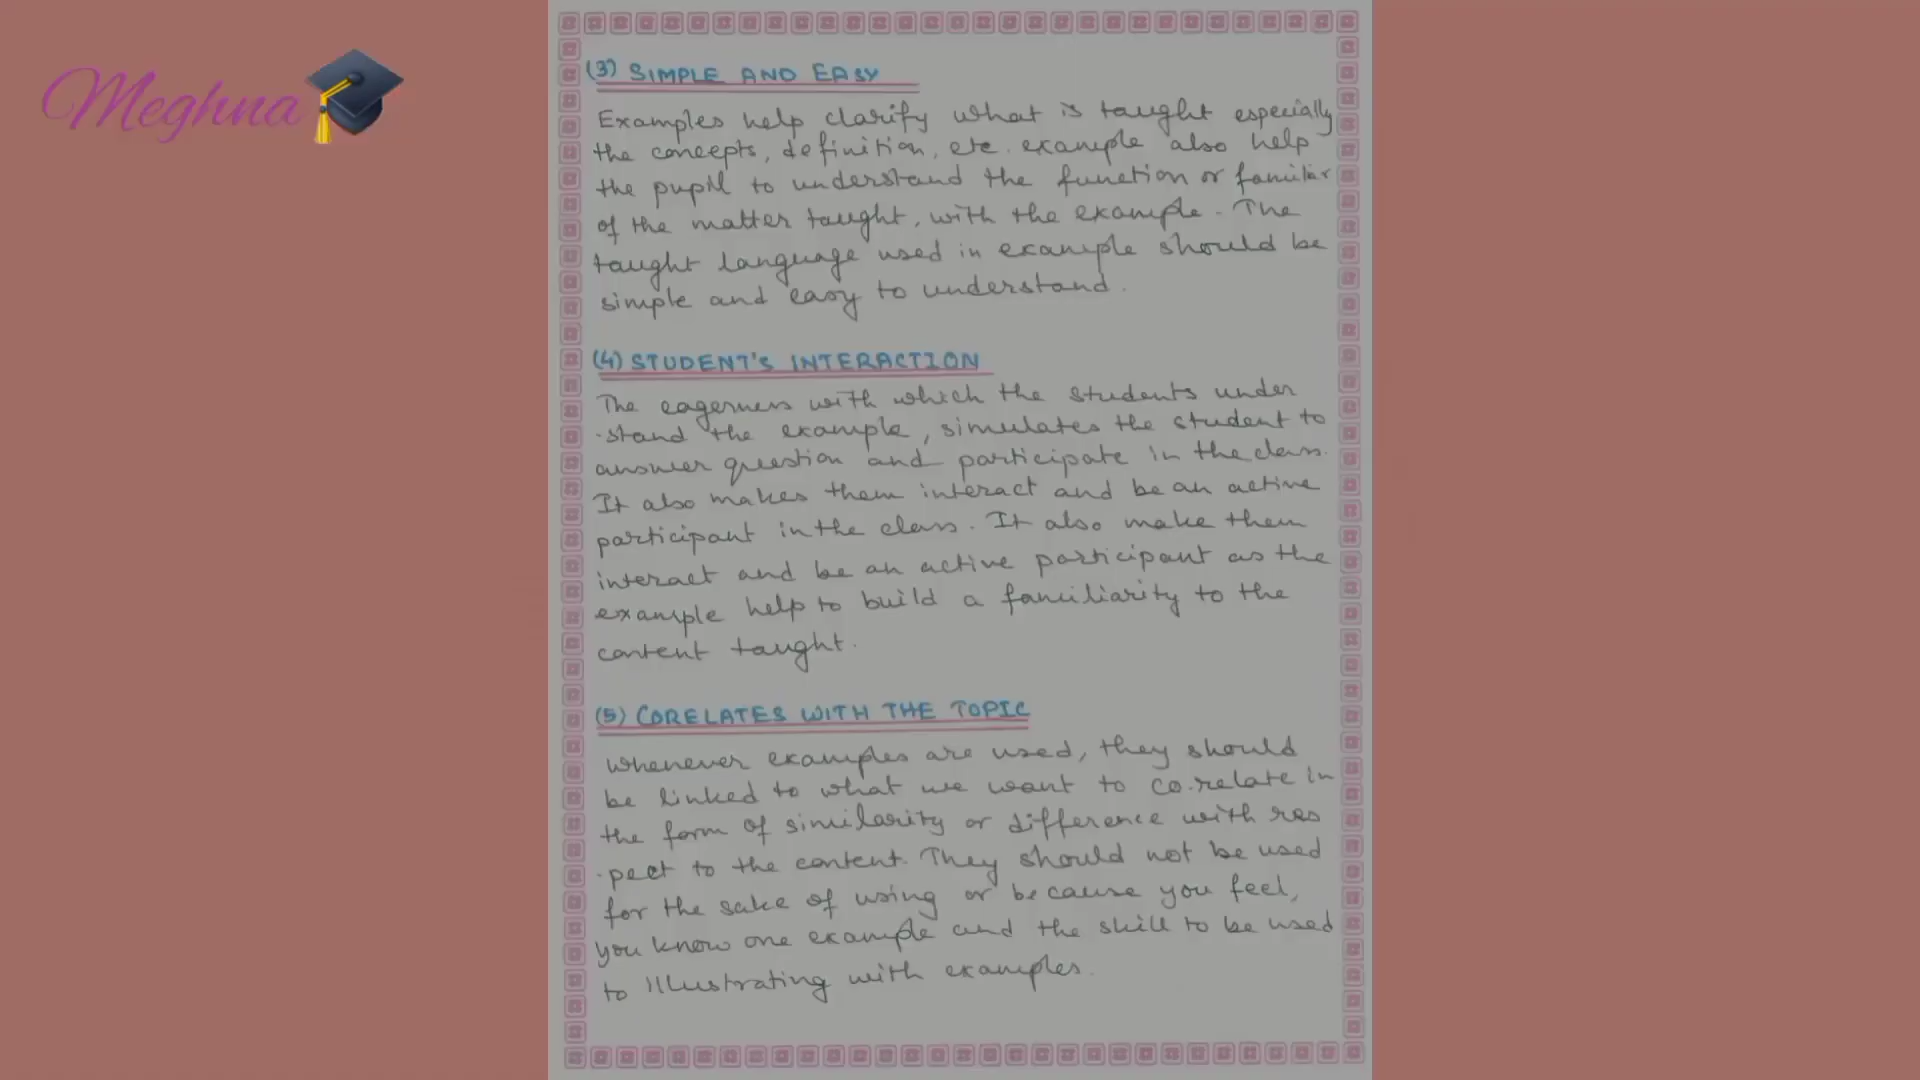 Meghna
(3) SIMPLE AND EASY
Examples help clarify what is taught especially
the concepts, definition, etc. example also help
the pupil to understand the function or familiar
of the matter taught, with the example. The
taught language used in example should be
simple and easy to understand.
(4) STUDENT'S INTERACTION
The eagerness with which the students under
-stand the example, simulates the student to
answer question and participate in the class.
It also makes them interact and be an active
participant in the class. It also make them
interact and be an active participant as the
example help to build a familiarity to the
content taught.
(5) CORELATES WITH THE TOPIC
Whenever examples are used, they should
be linked to what we want to co-relate in
the form of similarity or difference with res
-pect to the content. They should not be used
for the sake of using or because you feel,
you know one example and the skill to be used
to illustrating with examples.